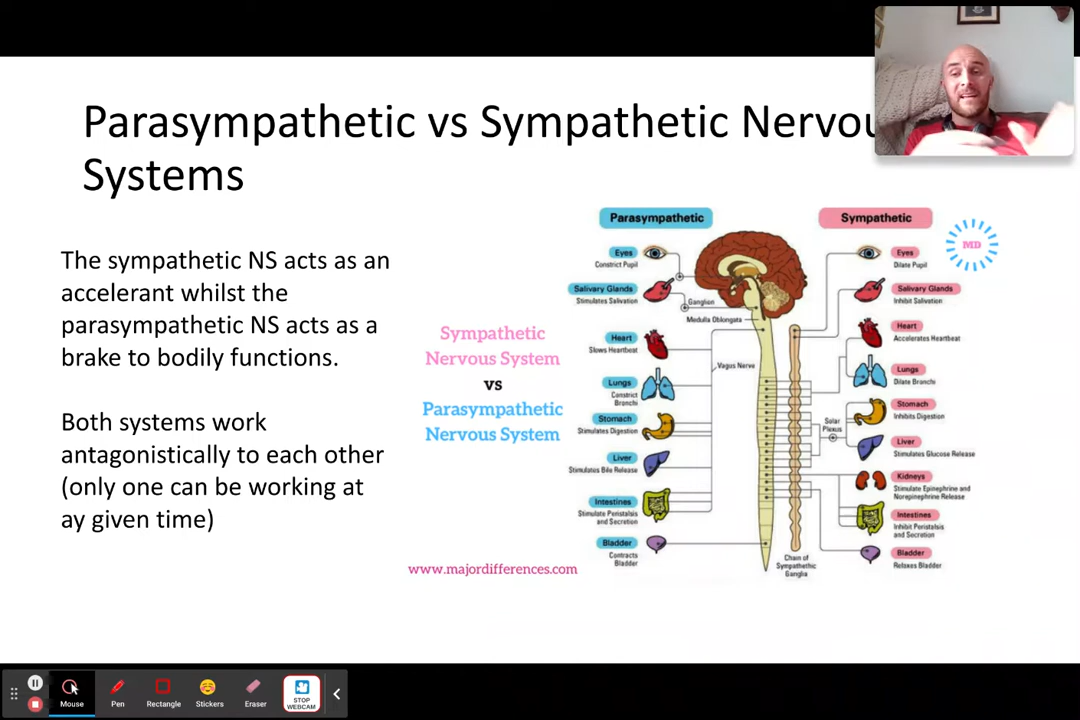 Parasympathetic vs Sympathetic Nervou
Systems
The sympathetic NS acts as an
accelerant whilst the
parasympathetic NS acts as a
brake to bodily functions.
Both systems work
antagonistically to each other
(only one can be working at
ay given time)
Sympathetic
Nervous System
vs
Parasympathetic
Nervous System
www.majordifferences.com
Parasympathetic
Eyes
Constrict Pupil
Salivary Glands
Stimulates Salivation
Heart
Slows Heartbeat
Lungs
Constrict
Bronchi
Stomach
Stimulates Digestion
Liver
Stimulates Bile Release
Intestines
Stimulate Peristalsis
and Secretion
Bladder
Contracts
Bladder
Ganglion
Medulla Oblongata
Vagus Nerve
Solar
Plexus
Chain of
Sympathethic
Ganglia
Sympathetic
MD
Eyes
Dilate Pupil
Salivary Glands
Inhibit Salivation
Heart
Accelerates Heartbeat
Lungs
Dilate Bronchi
Stomach
Inhibits Digestion
Liver
Stimulates Glucose Release
Kidneys
Stimulate Epinephrine and
Norepinephrine Release
Intestines
Inhibit Peristalsis
and Secretion
Bladder
Relaxes Bladder
Mouse
Pen
Rectangle
Stickers
Eraser
STOP
WEBCAM